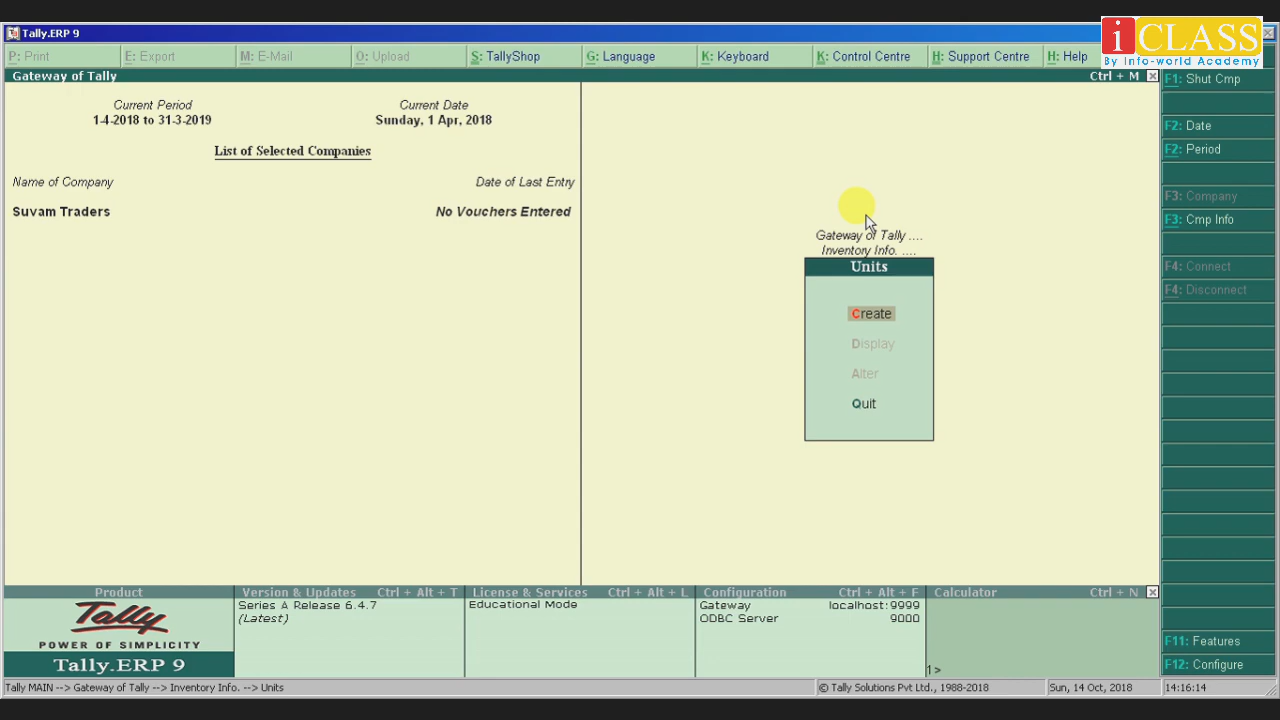 Tally.ERP 9
iCLASS
By Info-world Academy
P: Print E: Export M: E-Mail O: Upload S: TallyShop G: Language K: Keyboard K: Control Centre H: Support Centre H: Help
Gateway of Tally Ctrl + M
Current Period Current Date
1-4-2018 to 31-3-2019 Sunday, 1 Apr, 2018
List of Selected Companies
Name of Company Date of Last Entry
Suvam Traders No Vouchers Entered
Gateway of Tally ....
Inventory Info. ....
Units
Create
Display
Alter
Quit
F1: Shut Cmp
F2: Date
F2: Period
F3: Company
F3: Cmp Info
F4: Connect
F4: Disconnect
F11: Features
F12: Configure
Product
Tally
POWER OF SIMPLICITY
Tally.ERP 9
Version & Updates Ctrl + Alt + T
Series A Release 6.4.7
(Latest)
License & Services Ctrl + Alt + L
Educational Mode
Configuration Ctrl + Alt + F
Gateway localhost:9999
ODBC Server 9000
Calculator Ctrl + N
1>
Tally MAIN --> Gateway of Tally --> Inventory Info. --> Units © Tally Solutions Pvt Ltd., 1988-2018 Sun, 14 Oct, 2018 14:16:14